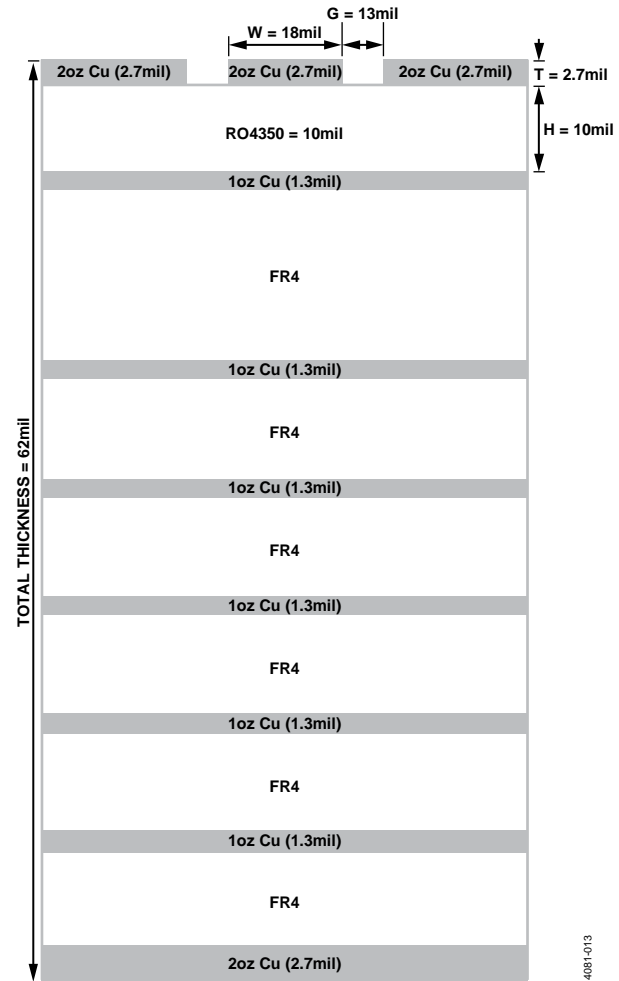 G = 13mil
W = 18mil
2oz Cu (2.7mil)
2oz Cu (2.7mil)
2oz Cu (2.7mil)
T = 2.7mil
RO4350 = 10mil
H = 10mil
1oz Cu (1.3mil)
FR4
1oz Cu (1.3mil)
FR4
1oz Cu (1.3mil)
FR4
1oz Cu (1.3mil)
FR4
1oz Cu (1.3mil)
FR4
1oz Cu (1.3mil)
FR4
2oz Cu (2.7mil)
TOTAL THICKNESS = 62mil
4081-013